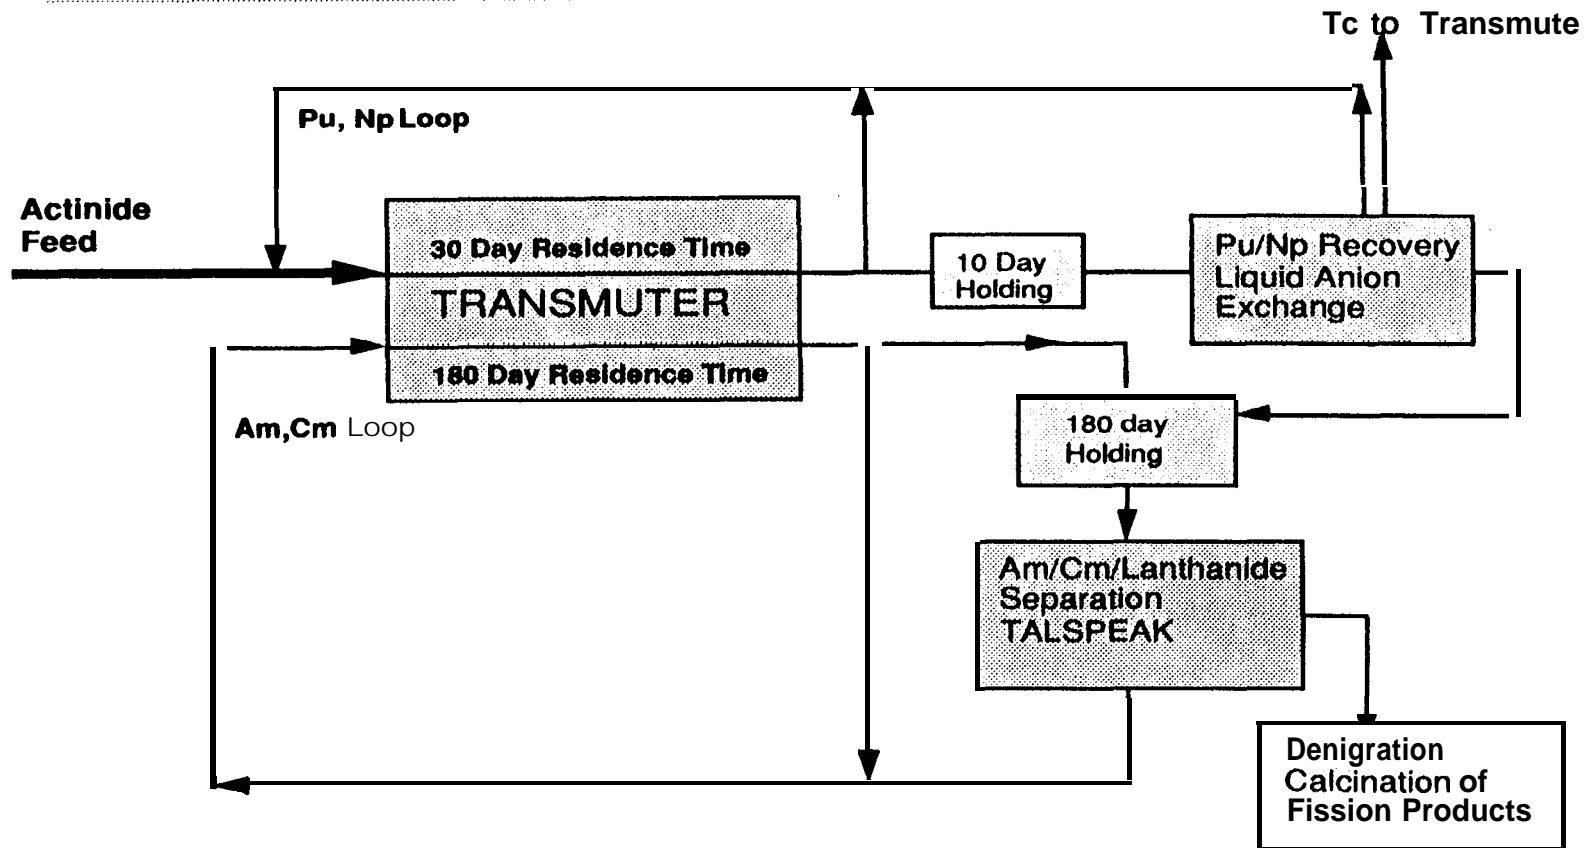 Tc to Transmute
Pu, Np Loop
Actinide
Feed
30 Day Residence Time
TRANSMUTER
180 Day Residence Time
10 Day
Holding
Pu/Np Recovery
Liquid Anion
Exchange
Am,Cm Loop
180 day
Holding
Am/Cm/Lanthanide
Separation
TALSPEAK
Denigration
Calcination of
Fission Products